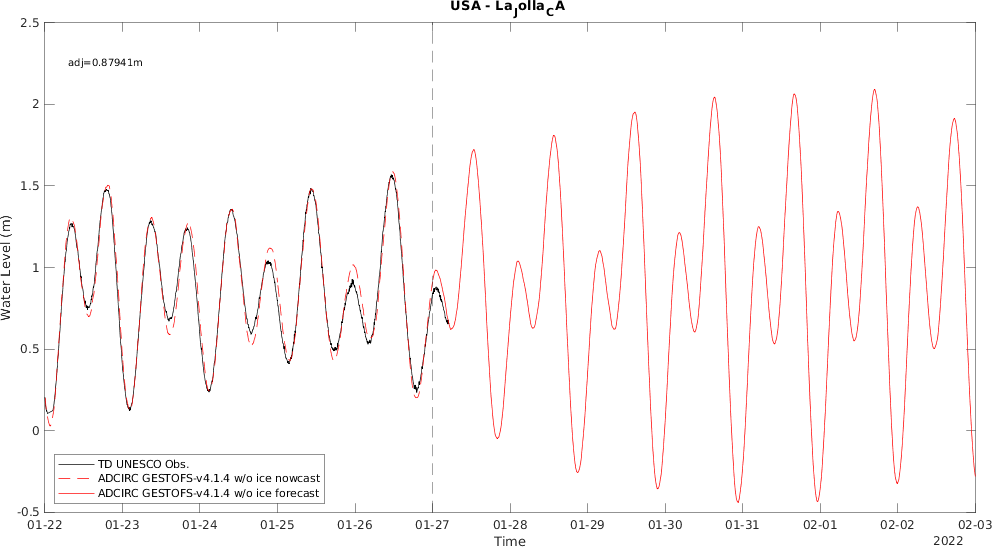 USA - LaJollaCA
2.5
adj=0.87941m
2
1.5
1
0.5
0
-0.5
Water Level (m)
TD UNESCO Obs.
ADCIRC GESTOFS-v4.1.4 w/o ice nowcast
ADCIRC GESTOFS-v4.1.4 w/o ice forecast
01-22 01-23 01-24 01-25 01-26 01-27 01-28 01-29 01-30 01-31 02-01 02-02 02-03
Time
2022